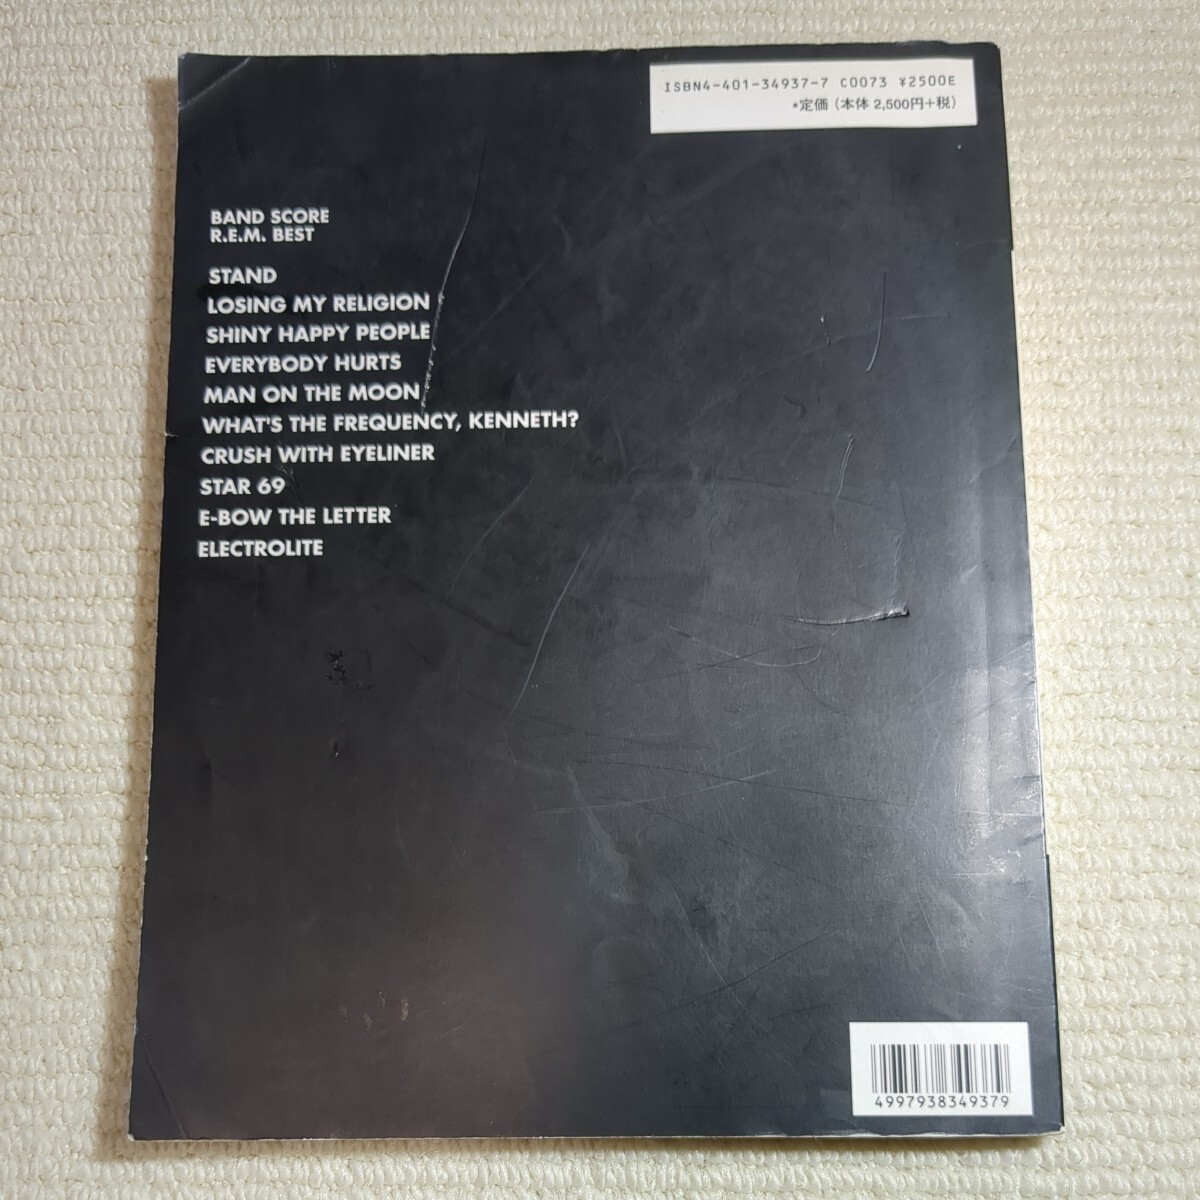 ISBN4-401-34937-7 C0073 ¥2500E
*定価(本体 2,500円+税)
BAND SCORE
R.E.M. BEST
STAND
LOSING MY RELIGION
SHINY HAPPY PEOPLE
EVERYBODY HURTS
MAN ON THE MOON
WHAT'S THE FREQUENCY, KENNETH?
CRUSH WITH EYELINER
STAR 69
E-BOW THE LETTER
ELECTROLITE
4997938349379